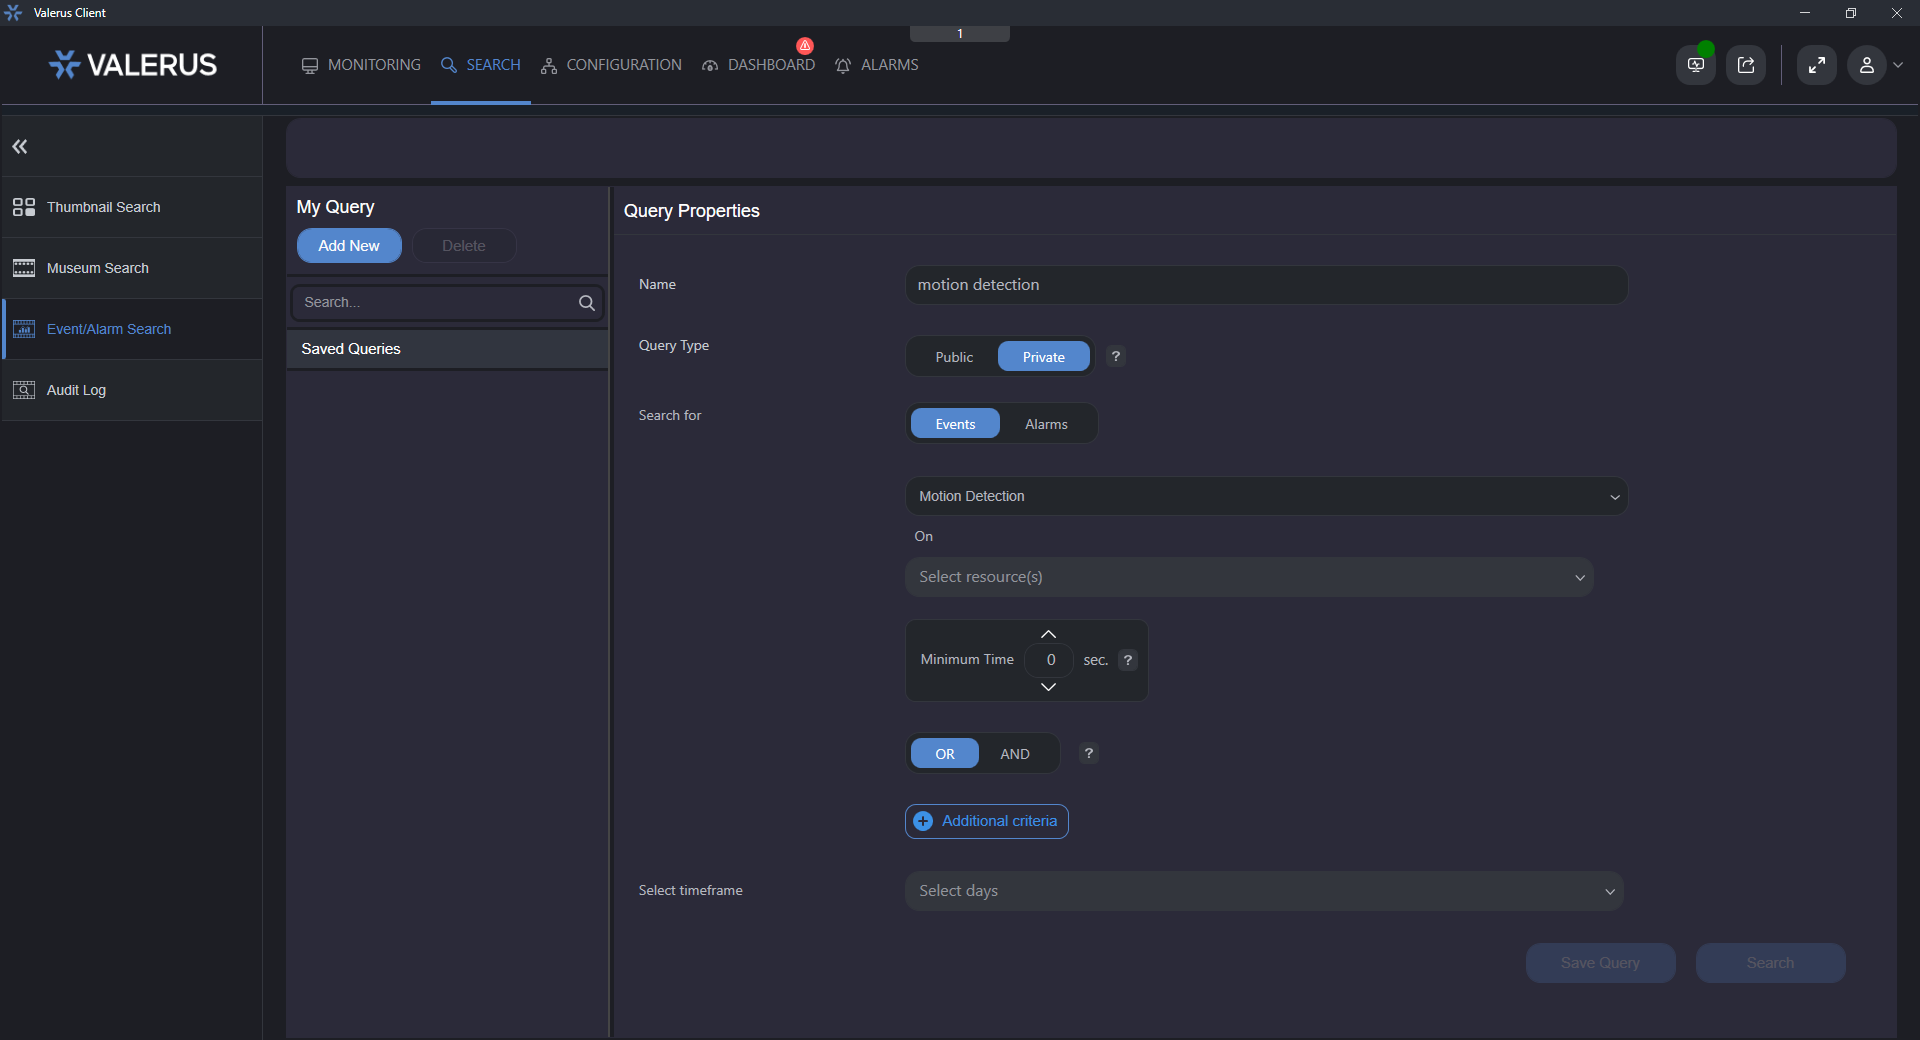 Valerus Client
1
VALERUS
MONITORING
SEARCH
CONFIGURATION
DASHBOARD
ALARMS
Thumbnail Search
Museum Search
Event/Alarm Search
Audit Log
My Query
Add New
Delete
Search...
Saved Queries
Query Properties
Name
motion detection
Query Type
Public
Private
?
Search for
Events
Alarms
Motion Detection
On
Select resource(s)
Minimum Time
0
sec.
?
OR
AND
?
Additional criteria
Select timeframe
Select days
Save Query
Search